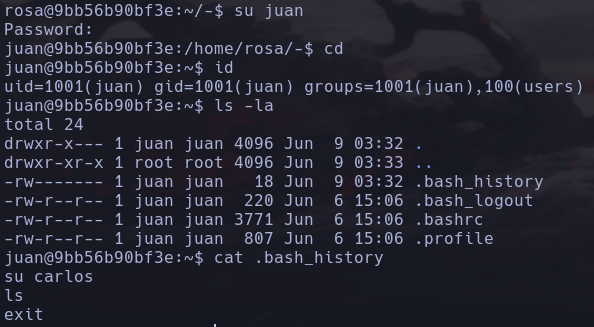 rosa@9bb56b90bf3e:~/-$ su juan
Password:
juan@9bb56b90bf3e:/home/rosa/-$ cd
juan@9bb56b90bf3e:~$ id
uid=1001(juan) gid=1001(juan) groups=1001(juan),100(users)
juan@9bb56b90bf3e:~$ ls -la
total 24
drwxr-x--- 1 juan juan 4096 Jun  9 03:32 .
drwxr-xr-x 1 root root 4096 Jun  9 03:33 ..
-rw------- 1 juan juan   18 Jun  9 03:32 .bash_history
-rw-r--r-- 1 juan juan  220 Jun  6 15:06 .bash_logout
-rw-r--r-- 1 juan juan 3771 Jun  6 15:06 .bashrc
-rw-r--r-- 1 juan juan  807 Jun  6 15:06 .profile
juan@9bb56b90bf3e:~$ cat .bash_history
su carlos
ls
exit